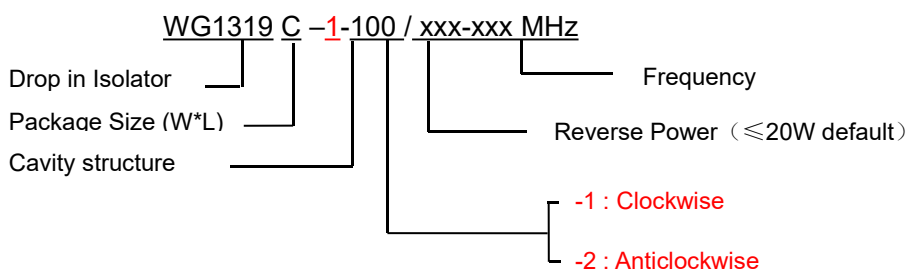 WG1319 C –1-100 / xxx-xxx MHz
Drop in Isolator
Frequency
Package Size (W*L)
Reverse Power（≤20W default）
Cavity structure
-1 : Clockwise
-2 : Anticlockwise